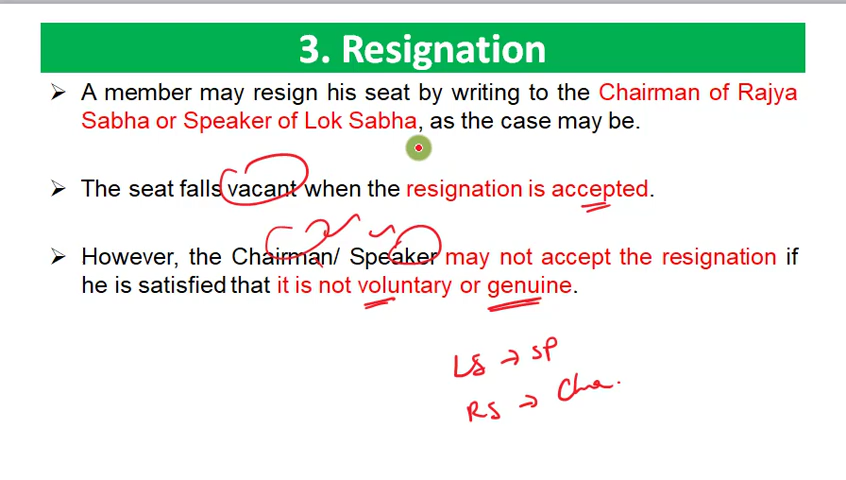 3. Resignation
➢ A member may resign his seat by writing to the Chairman of Rajya
Sabha or Speaker of Lok Sabha, as the case may be.
➢ The seat falls vacant when the resignation is accepted.
➢ However, the Chairman/ Speaker may not accept the resignation if
he is satisfied that it is not voluntary or genuine.
LS → SP
RS → Cha.